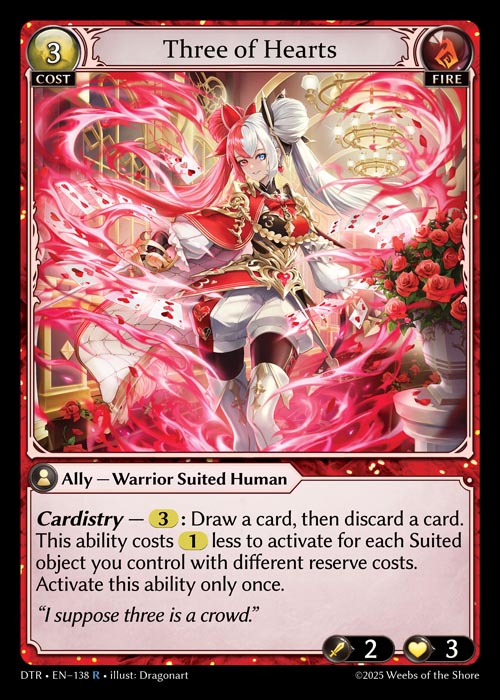 3
Three of Hearts
COST
FIRE
Ally — Warrior Suited Human
Cardistry — 3 : Draw a card, then discard a card.
This ability costs 1 less to activate for each Suited
object you control with different reserve costs.
Activate this ability only once.
“I suppose three is a crowd.”
2
3
DTR • EN–138 R • illust: Dragonart
©2025 Weebs of the Shore